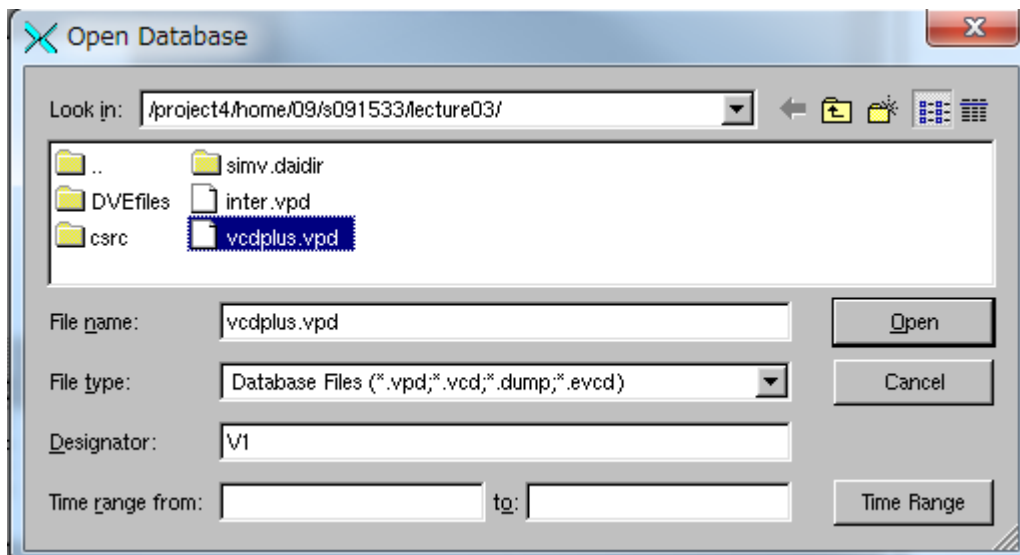 Open Database
Look in: /project4/home/09/s091533/lecture03/
.. simv.daidir
DVEfiles inter.vpd
csrc vcdplus.vpd
File name: vcdplus.vpd Open
File type: Database Files (*.vpd;*.vcd;*.dump;*.evcd) Cancel
Designator: V1
Time range from: to: Time Range